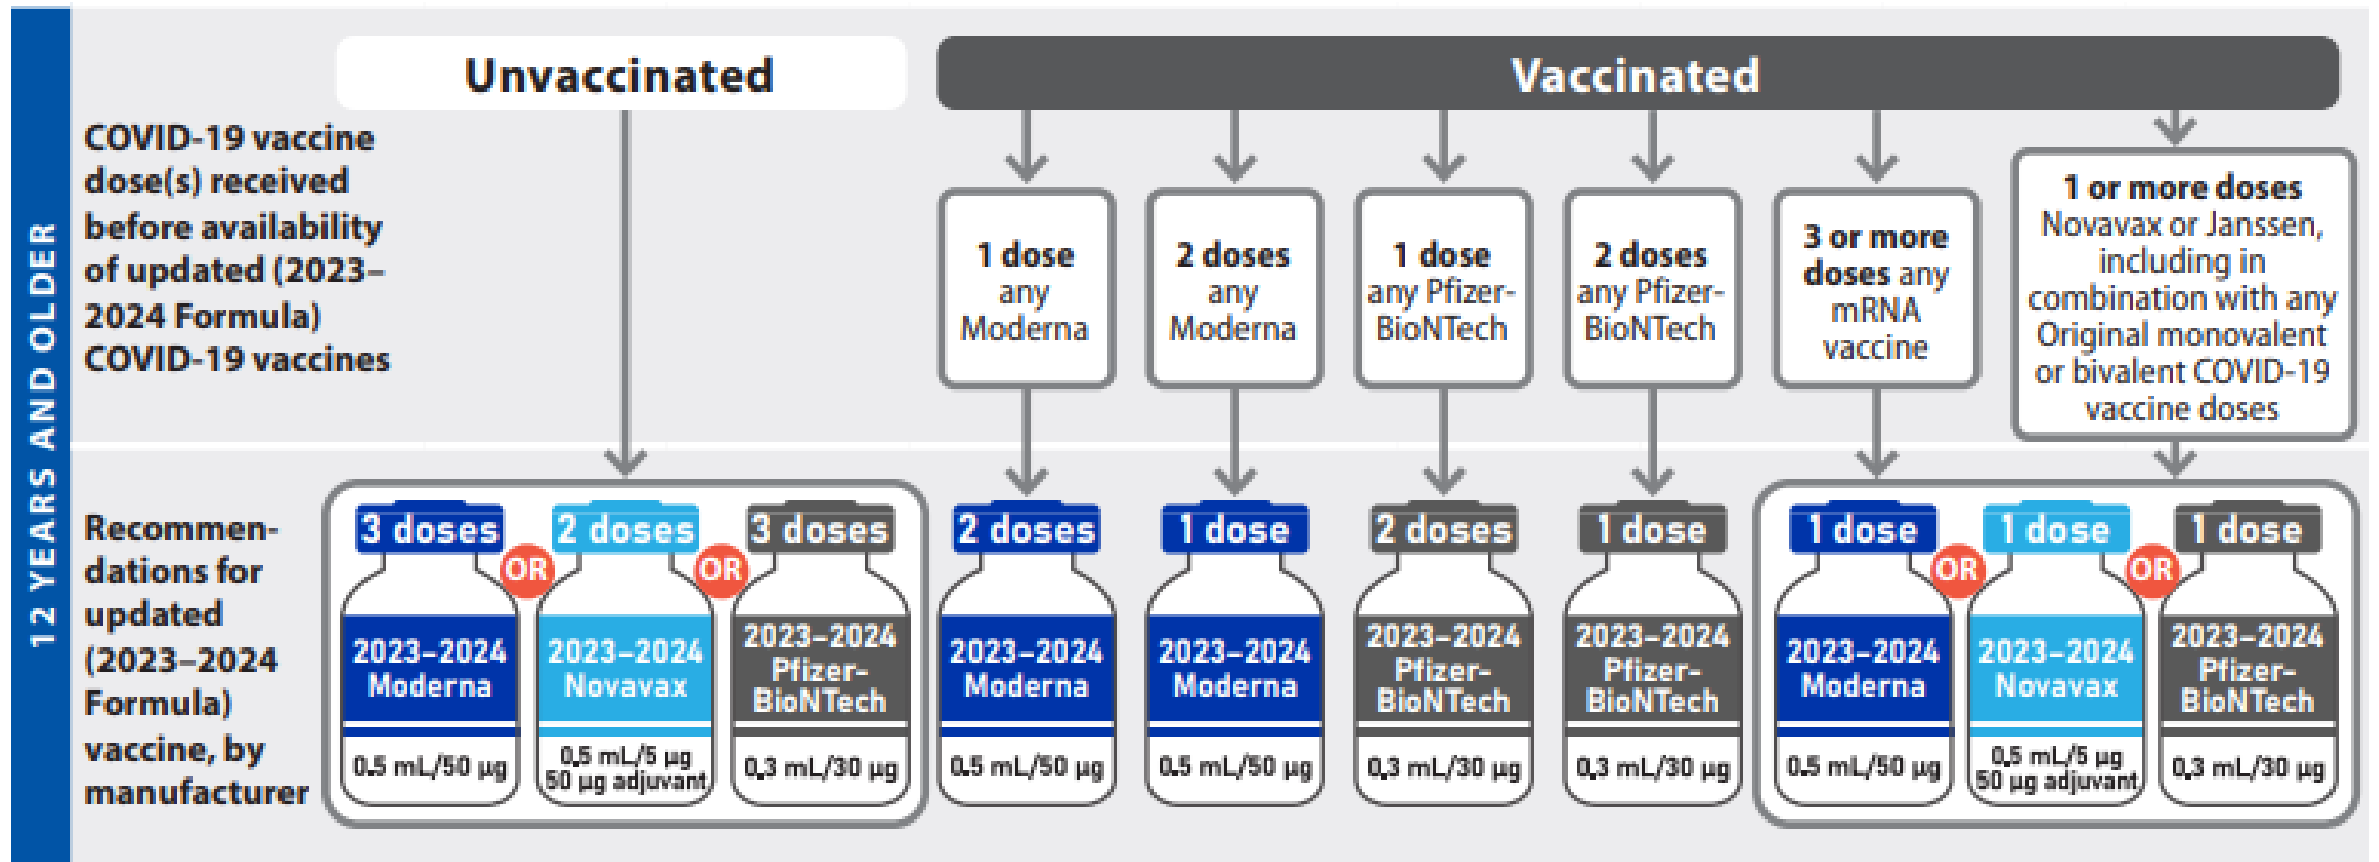 12 YEARS AND OLDER
Unvaccinated
Vaccinated
COVID-19 vaccine
dose(s) received
before availability
of updated (2023–
2024 Formula)
COVID-19 vaccines
1 dose
any
Moderna
2 doses
any
Moderna
1 dose
any Pfizer-
BioNTech
2 doses
any Pfizer-
BioNTech
3 or more
doses any
mRNA
vaccine
1 or more doses
Novavax or Janssen,
including in
combination with any
Original monovalent
or bivalent COVID-19
vaccine doses
Recommen-
dations for
updated
(2023–2024
Formula)
vaccine, by
manufacturer
3 doses
2023–2024
Moderna
0.5 mL/50 µg
OR
2 doses
2023–2024
Novavax
0.5 mL/5 µg
50 µg adjuvant
OR
3 doses
2023–2024
Pfizer–
BioNTech
0.3 mL/30 µg
2 doses
2023–2024
Moderna
0.5 mL/50 µg
1 dose
2023–2024
Moderna
0.5 mL/50 µg
2 doses
2023–2024
Pfizer–
BioNTech
0.3 mL/30 µg
1 dose
2023–2024
Pfizer–
BioNTech
0.3 mL/30 µg
1 dose
2023–2024
Moderna
0.5 mL/50 µg
OR
1 dose
2023–2024
Novavax
0.5 mL/5 µg
50 µg adjuvant
OR
1 dose
2023–2024
Pfizer–
BioNTech
0.3 mL/30 µg